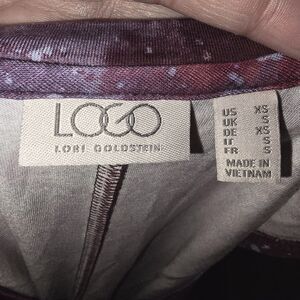 LOGO
LORI GOLDSTEIN
US XS
UK S
DE XS
IT S
FR S
MADE IN
VIETNAM